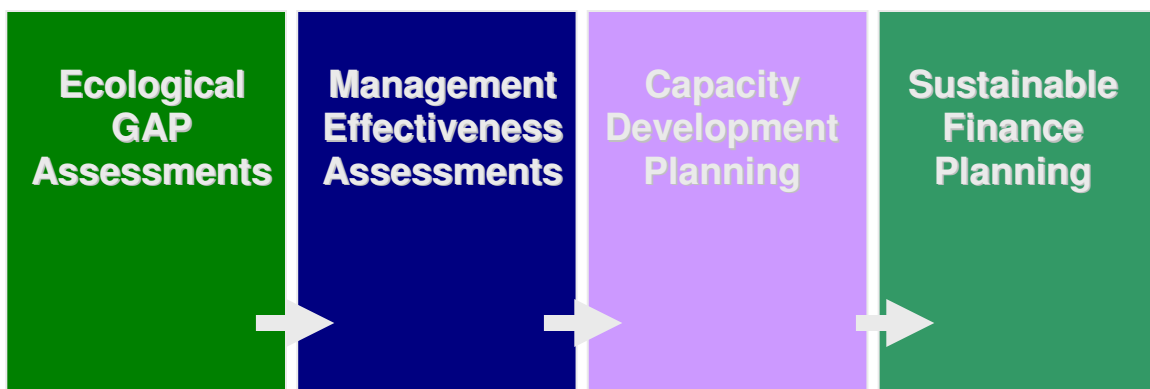 Ecological
GAP
Assessments
Management
Effectiveness
Assessments
Capacity
Development
Planning
Sustainable
Finance
Planning